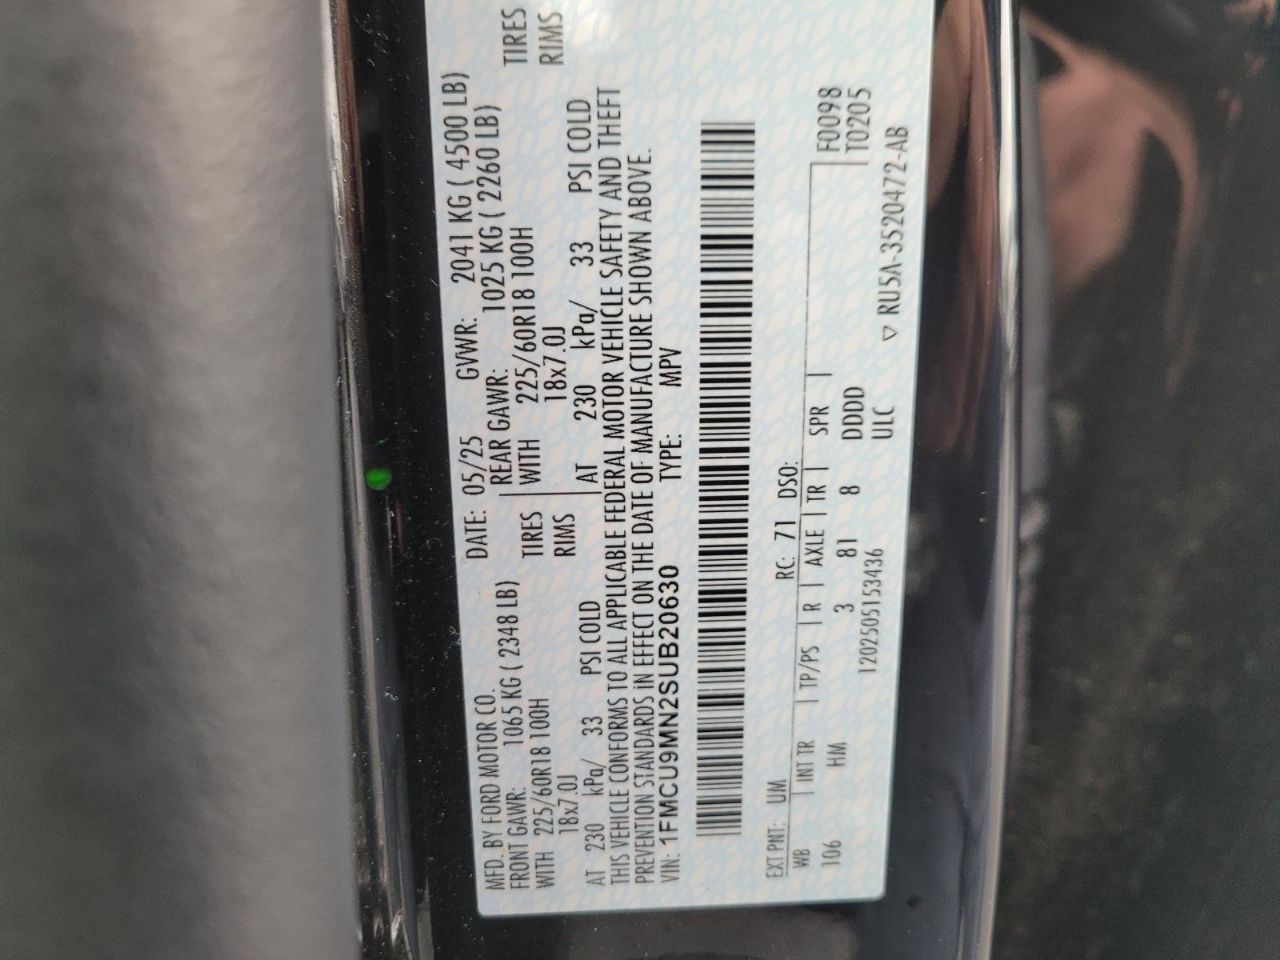 MFD. BY FORD MOTOR CO. DATE: 05/25 GVWR: 2041 KG ( 4500 LB)
FRONT GAWR: 1065 KG ( 2348 LB) REAR GAWR: 1025 KG ( 2260 LB)
WITH 225/60R18 100H TIRES WITH 225/60R18 100H TIRES
18x7.0J RIMS 18x7.0J RIMS
AT 230 kPa/ 33 PSI COLD AT 230 kPa/ 33 PSI COLD
THIS VEHICLE CONFORMS TO ALL APPLICABLE FEDERAL MOTOR VEHICLE SAFETY AND THEFT
PREVENTION STANDARDS IN EFFECT ON THE DATE OF MANUFACTURE SHOWN ABOVE.
VIN: 1FMCU9MN2SUB20630 TYPE: MPV
EXT PNT: UM RC: 71 DSO:
WB | INT TR | TP/PS | R | AXLE | TR | SPR | F0098
106 HM 3 81 8 DDDD T0205
ULC
1202505153436 ▽ RU5A-3520472-AB